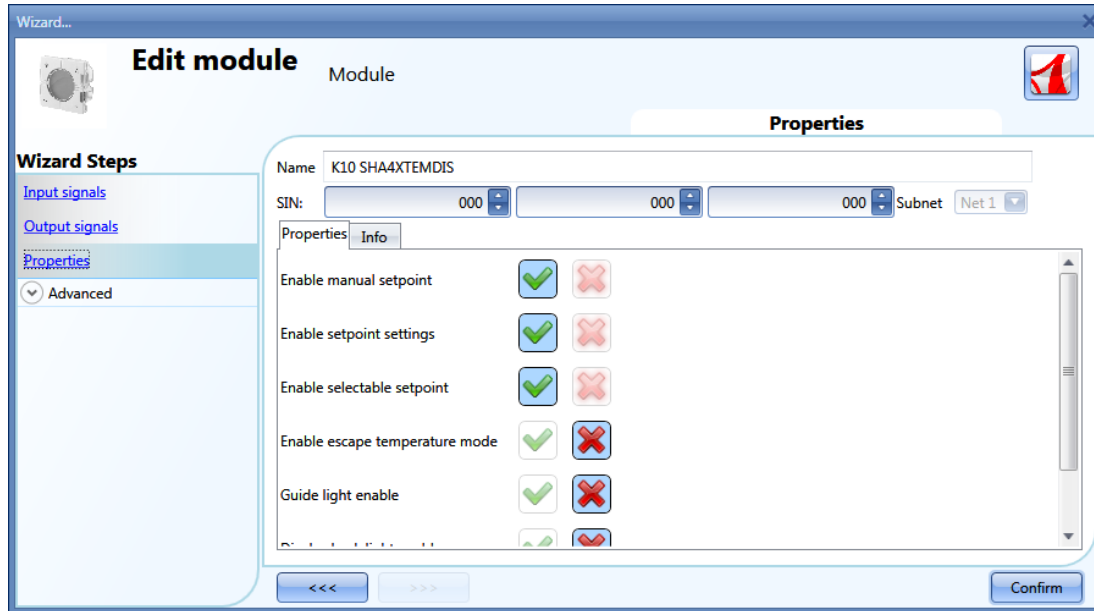 Wizard...
Edit module
Module
Properties
Wizard Steps
Input signals
Output signals
Properties
Advanced
Name K10 SHA4XTEMDIS
SIN: 000 000 000 Subnet Net 1
Properties Info
Enable manual setpoint
Enable setpoint settings
Enable selectable setpoint
Enable escape temperature mode
Guide light enable
<<< >>> Confirm